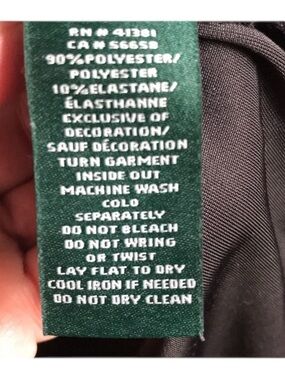 RN # 41381
CA # 56658
90%POLYESTER/
POLYESTER
10%ELASTANE/
ÉLASTHANNE
EXCLUSIVE OF
DECORATION/
SAUF DÉCORATION
TURN GARMENT
INSIDE OUT
MACHINE WASH
COLD
SEPARATELY
DO NOT BLEACH
DO NOT WRING
OR TWIST
LAY FLAT TO DRY
COOL IRON IF NEEDED
DO NOT DRY CLEAN